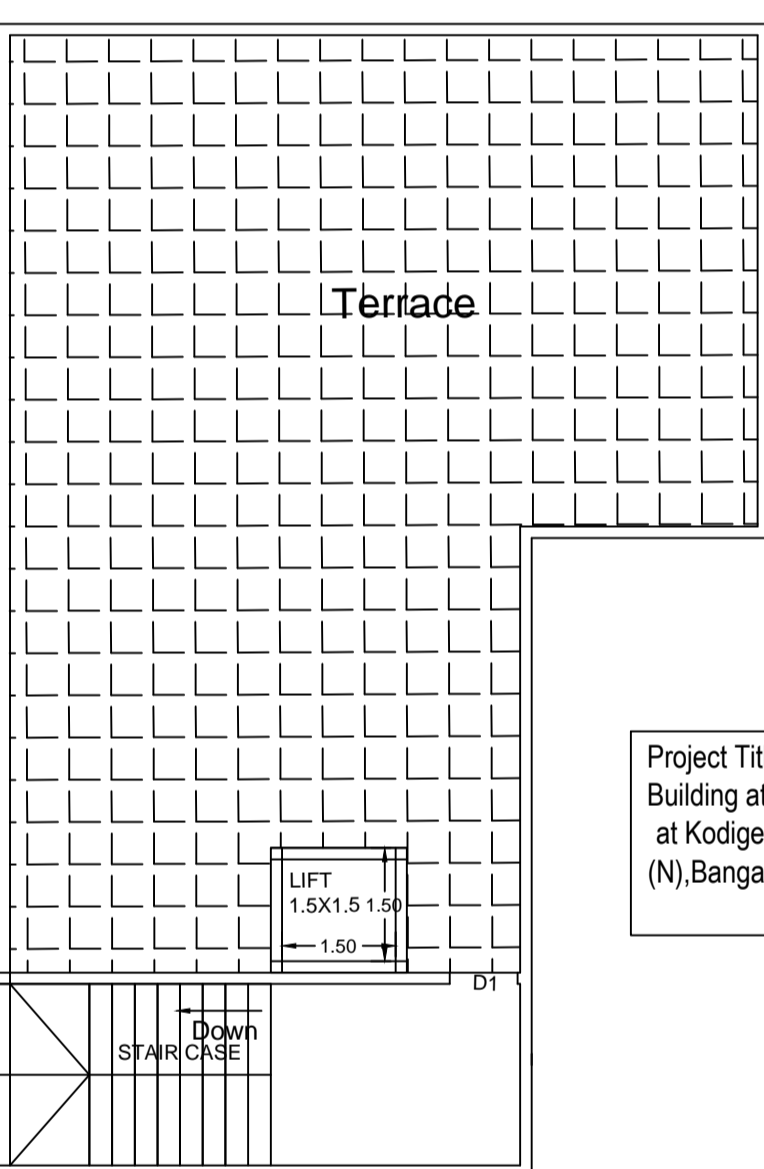 Terrace
Project Tit
Building at
at Kodige
(N),Banga
LIFT
1.5X1.5 1.50
1.50
D1
Down
STAIR CASE